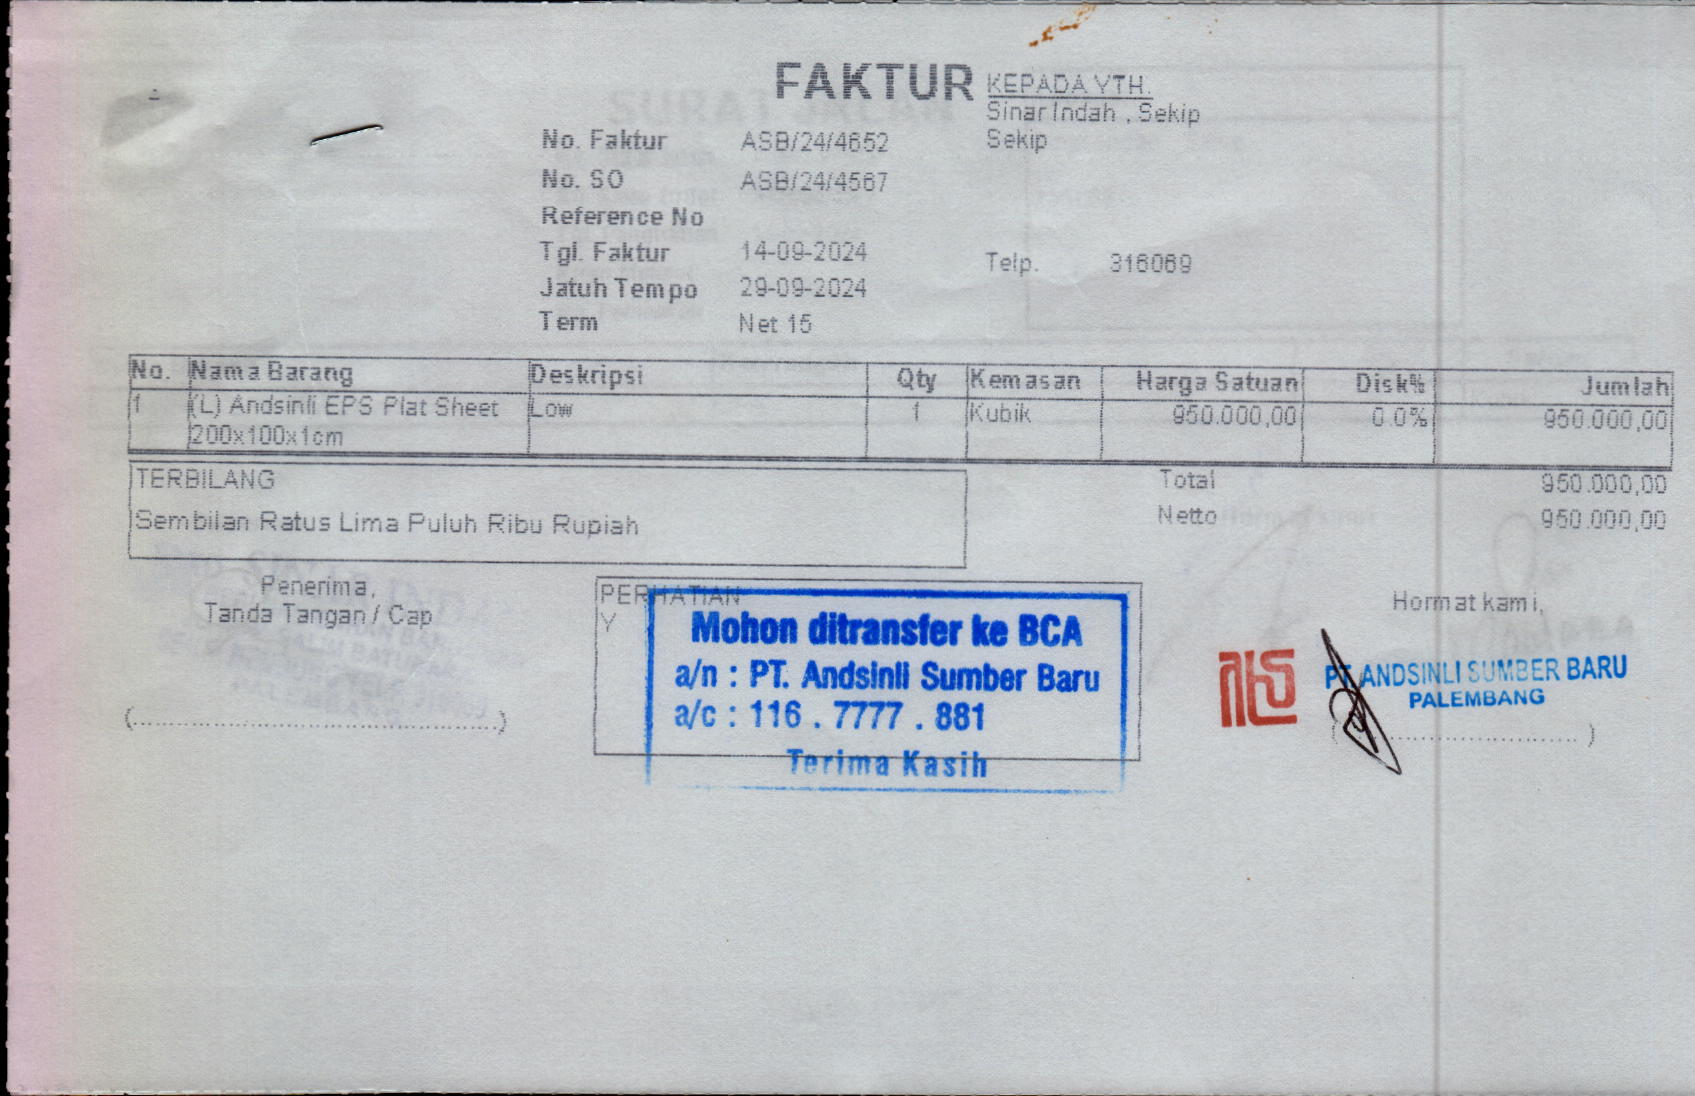 FAKTUR
KEPADA YTH.
Sinar Indah , Sekip
Sekip
No. Faktur ASB/24/4652
No. SO ASB/24/4567
Reference No
Tgl. Faktur 14-09-2024
Telp. 316069
Jatuh Tempo 29-09-2024
Term Net 15
No. Nama Barang Deskripsi Qty Kemasan Harga Satuan Disk% Jumlah
1 (L) Andsinli EPS Plat Sheet Low 1 Kubik 950.000,00 0.0% 950.000,00
200x100x1cm
TERBILANG
Total 950.000,00
Sembilan Ratus Lima Puluh Ribu Rupiah
Netto 950.000,00
Penerima,
Tanda Tangan / Cap
(..........................................................)
PERHATIAN
Y
Mohon ditransfer ke BCA
a/n : PT. Andsinli Sumber Baru
a/c : 116 . 7777 . 881
Terima Kasih
Hormat kami,
PT. ANDSINLI SUMBER BARU
PALEMBANG
(........................................)